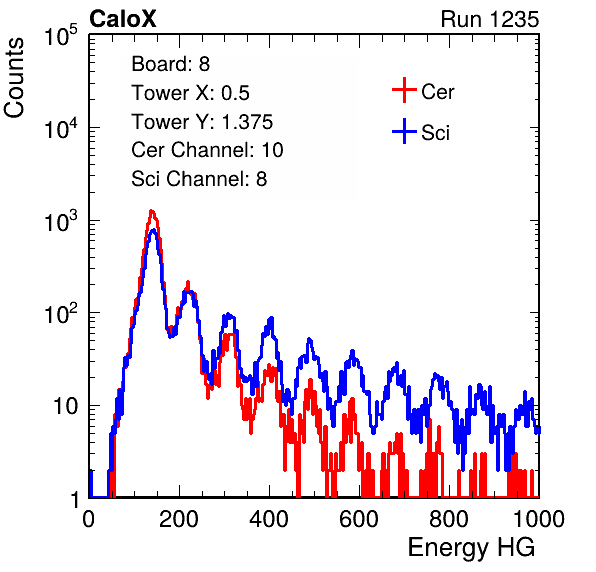 CaloX Run 1235
Counts
10^5
10^4
10^3
10^2
10
1
Board: 8
Tower X: 0.5
Tower Y: 1.375
Cer Channel: 10
Sci Channel: 8
Cer
Sci
0 200 400 600 800 1000
Energy HG